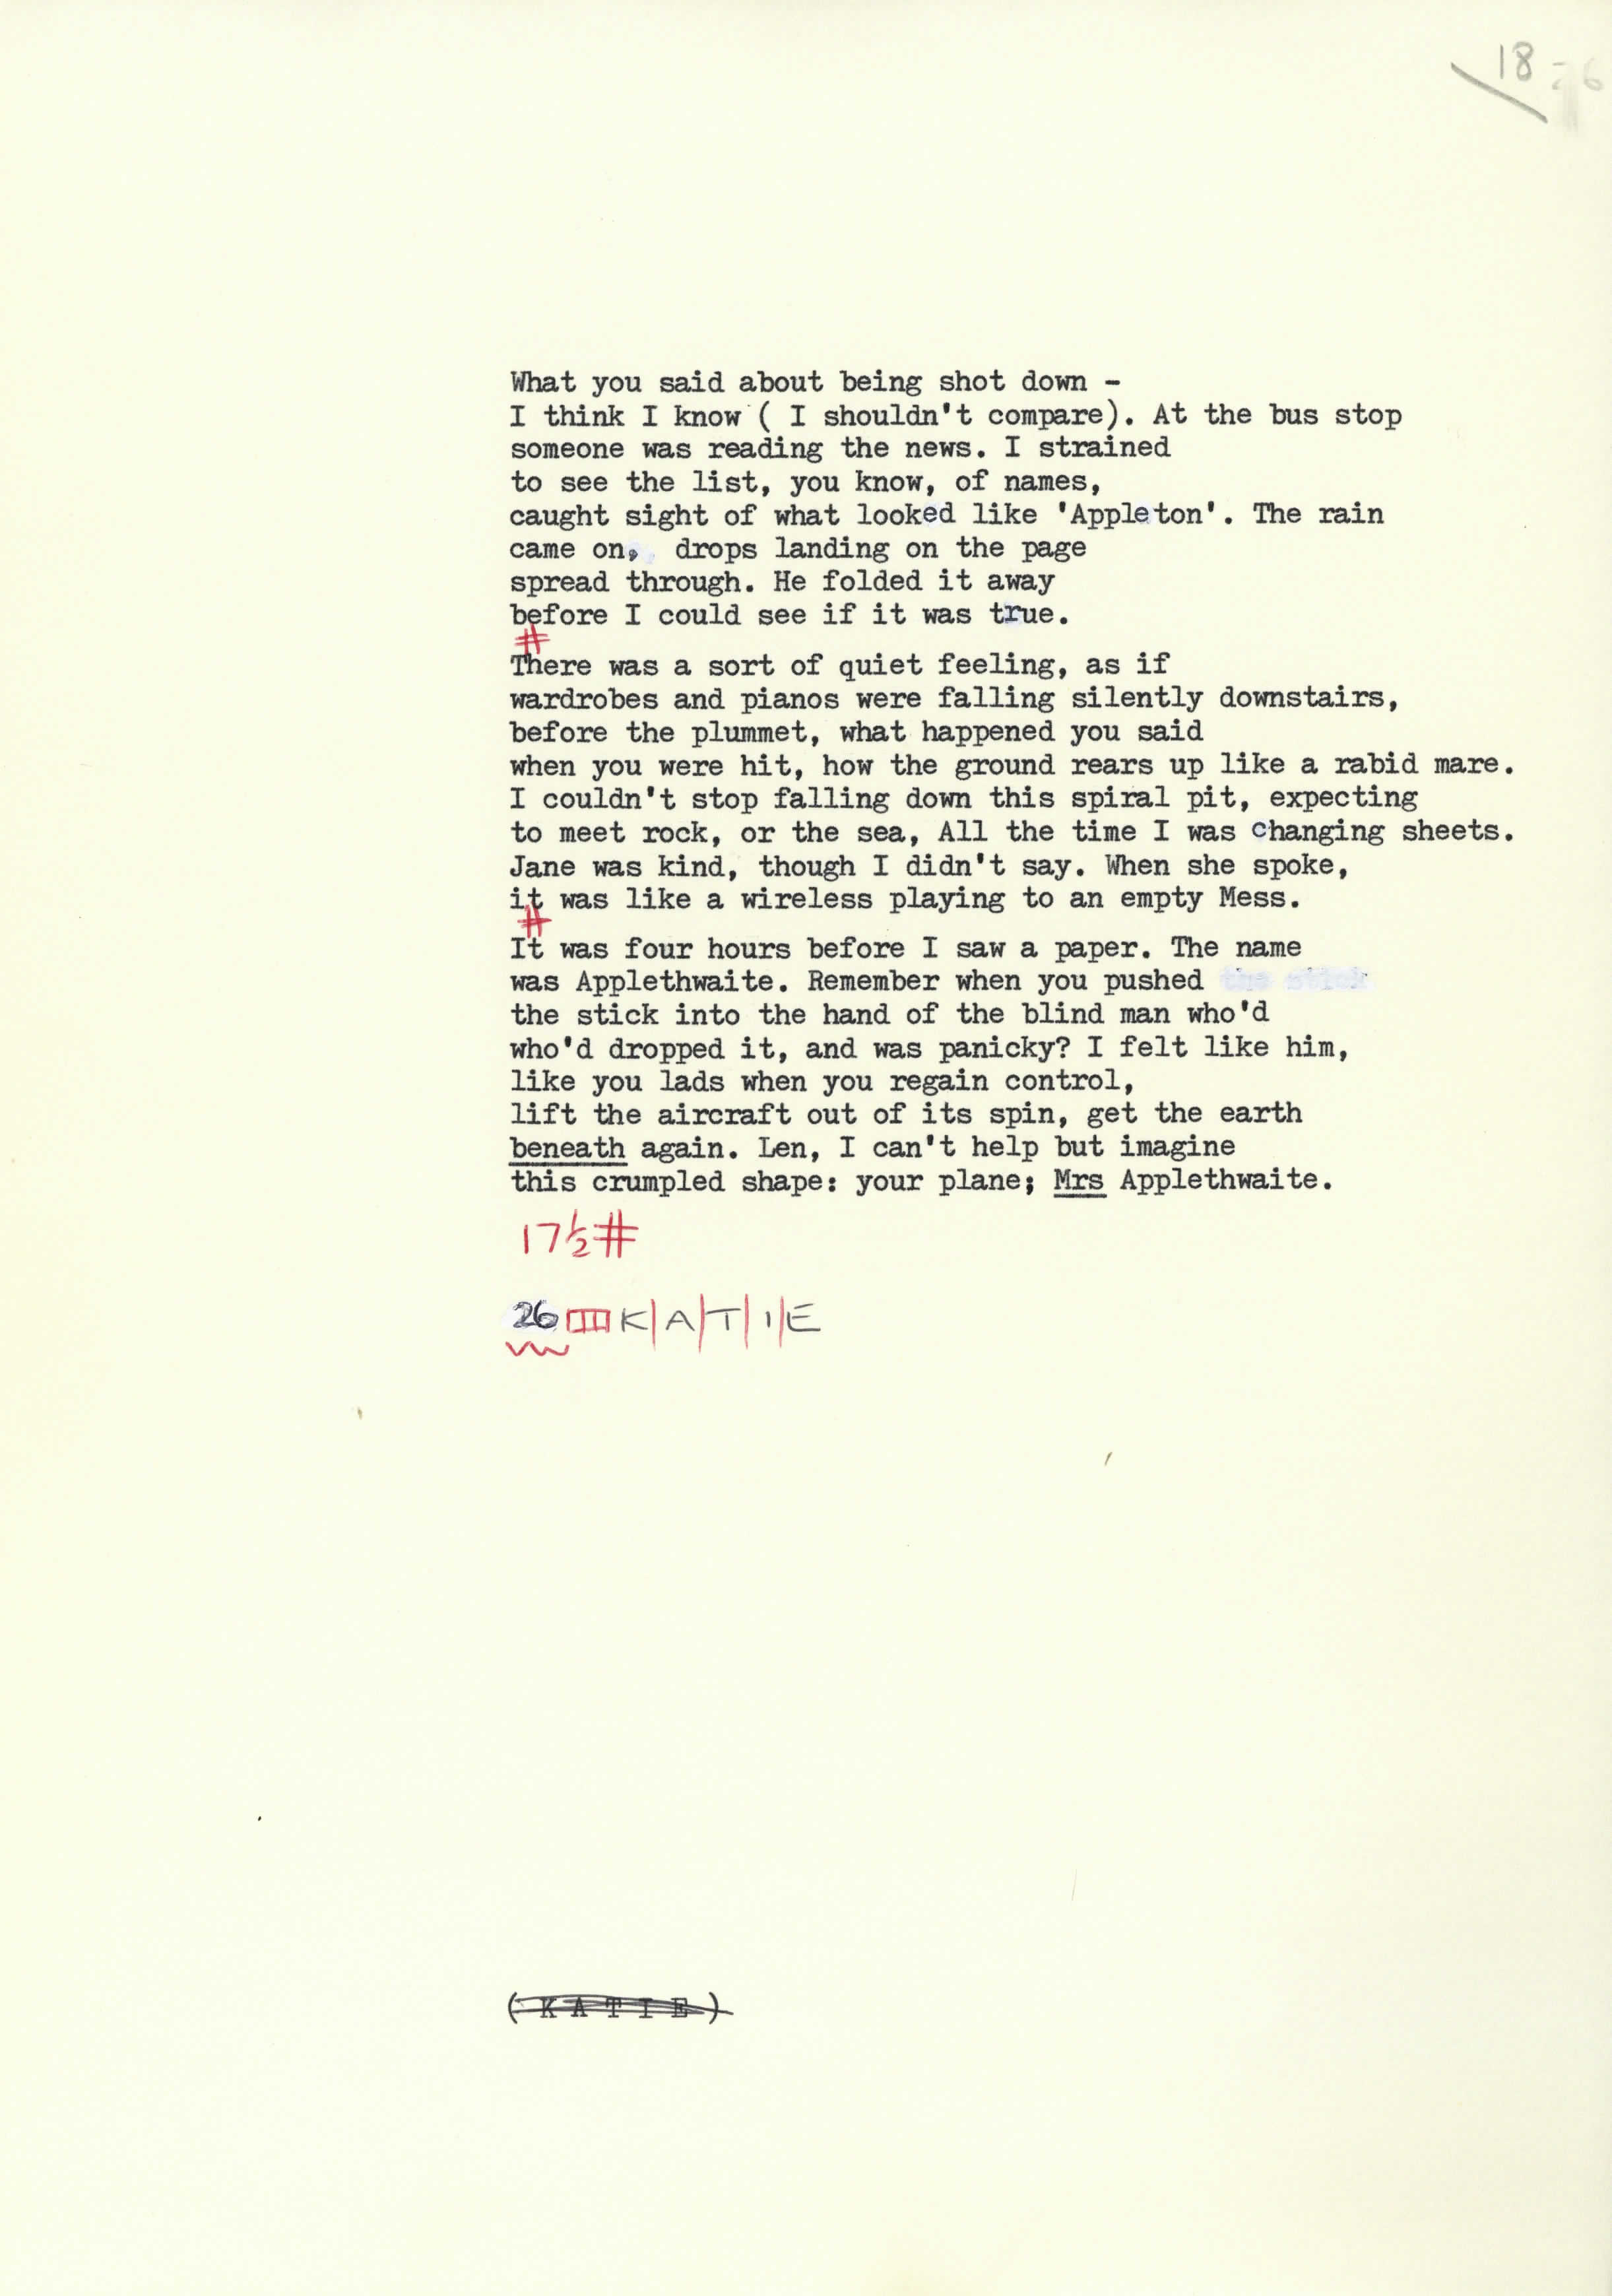 18
What you said about being shot down -
I think I know ( I shouldn't compare). At the bus stop
someone was reading the news. I strained
to see the list, you know, of names,
caught sight of what looked like 'Appleton'. The rain
came on, drops landing on the page
spread through. He folded it away
before I could see if it was true.
#
There was a sort of quiet feeling, as if
wardrobes and pianos were falling silently downstairs,
before the plummet, what happened you said
when you were hit, how the ground rears up like a rabid mare.
I couldn't stop falling down this spiral pit, expecting
to meet rock, or the sea, All the time I was changing sheets.
Jane was kind, though I didn't say. When she spoke,
it was like a wireless playing to an empty Mess.
#
It was four hours before I saw a paper. The name
was Applethwaite. Remember when you pushed the stick
the stick into the hand of the blind man who'd
who'd dropped it, and was panicky? I felt like him,
like you lads when you regain control,
lift the aircraft out of its spin, get the earth
beneath again. Len, I can't help but imagine
this crumpled shape: your plane; Mrs Applethwaite.
17½#
26 K|A|T|I|E
( K A T I E )